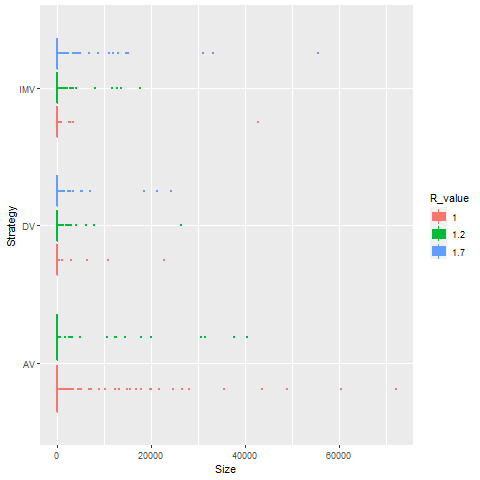 Strategy
IMV
DV
AV
0
20000
40000
60000
Size
R_value
1
1.2
1.7